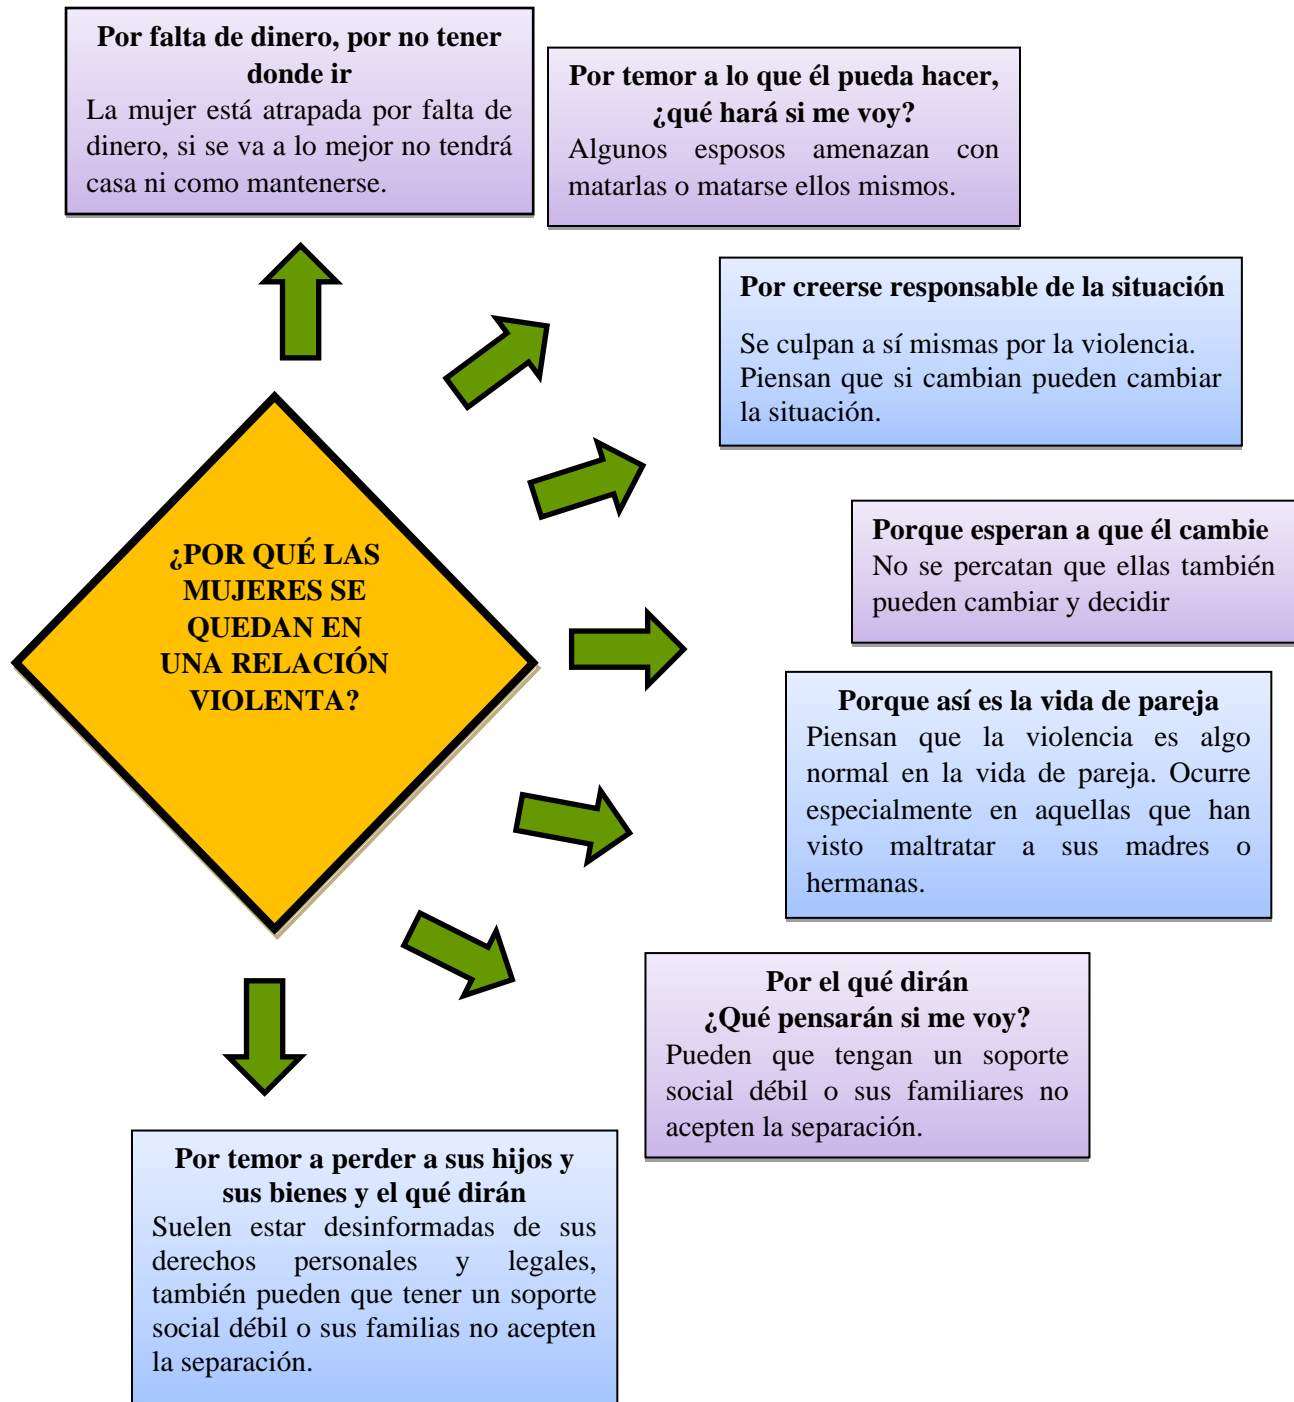 Por falta de dinero, por no tener
donde ir
La mujer está atrapada por falta de
dinero, si se va a lo mejor no tendrá
casa ni como mantenerse.
Por temor a lo que él pueda hacer,
¿qué hará si me voy?
Algunos esposos amenazan con
matarlas o matarse ellos mismos.
Por creerse responsable de la situación
Se culpan a sí mismas por la violencia.
Piensan que si cambian pueden cambiar
la situación.
¿POR QUÉ LAS
MUJERES SE
QUEDAN EN
UNA RELACIÓN
VIOLENTA?
Porque esperan a que él cambie
No se percatan que ellas también
pueden cambiar y decidir
Porque así es la vida de pareja
Piensan que la violencia es algo
normal en la vida de pareja. Ocurre
especialmente en aquellas que han
visto maltratar a sus madres o
hermanas.
Por el qué dirán
¿Qué pensarán si me voy?
Pueden que tengan un soporte
social débil o sus familiares no
acepten la separación.
Por temor a perder a sus hijos y
sus bienes y el qué dirán
Suelen estar desinformadas de sus
derechos personales y legales,
también pueden que tener un soporte
social débil o sus familias no acepten
la separación.